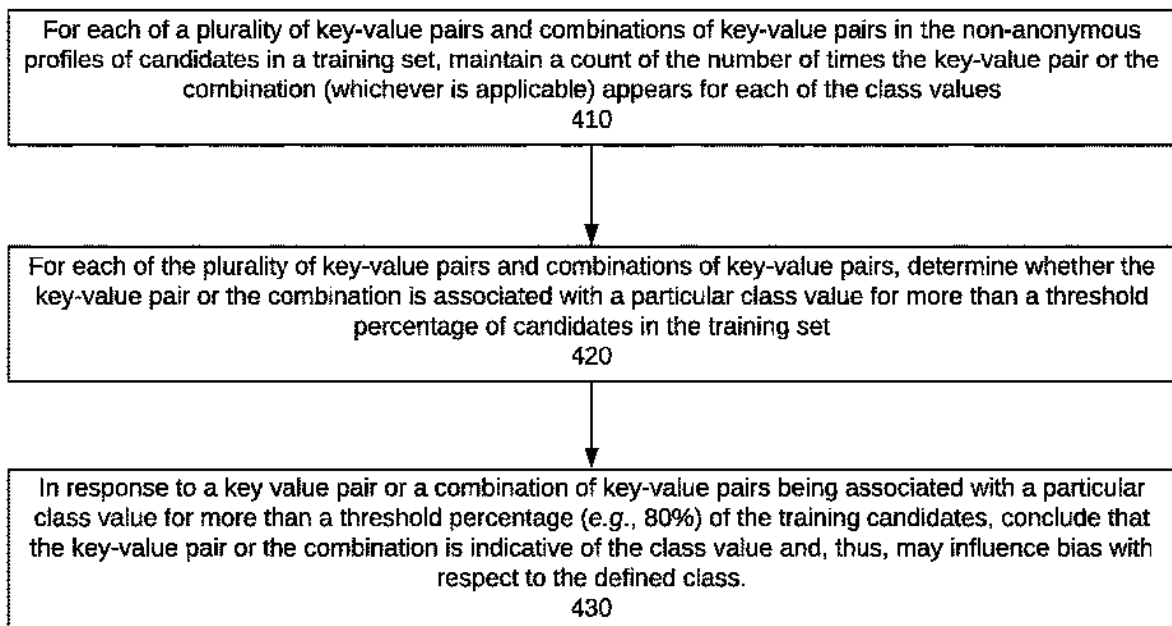 For each of a plurality of key-value pairs and combinations of key-value pairs in the non-anonymous
profiles of candidates in a training set, maintain a count of the number of times the key-value pair or the
combination (whichever is applicable) appears for each of the class values
410
For each of the plurality of key-value pairs and combinations of key-value pairs, determine whether the
key-value pair or the combination is associated with a particular class value for more than a threshold
percentage of candidates in the training set
420
In response to a key value pair or a combination of key-value pairs being associated with a particular
class value for more than a threshold percentage (e.g., 80%) of the training candidates, conclude that
the key-value pair or the combination is indicative of the class value and, thus, may influence bias with
respect to the defined class.
430